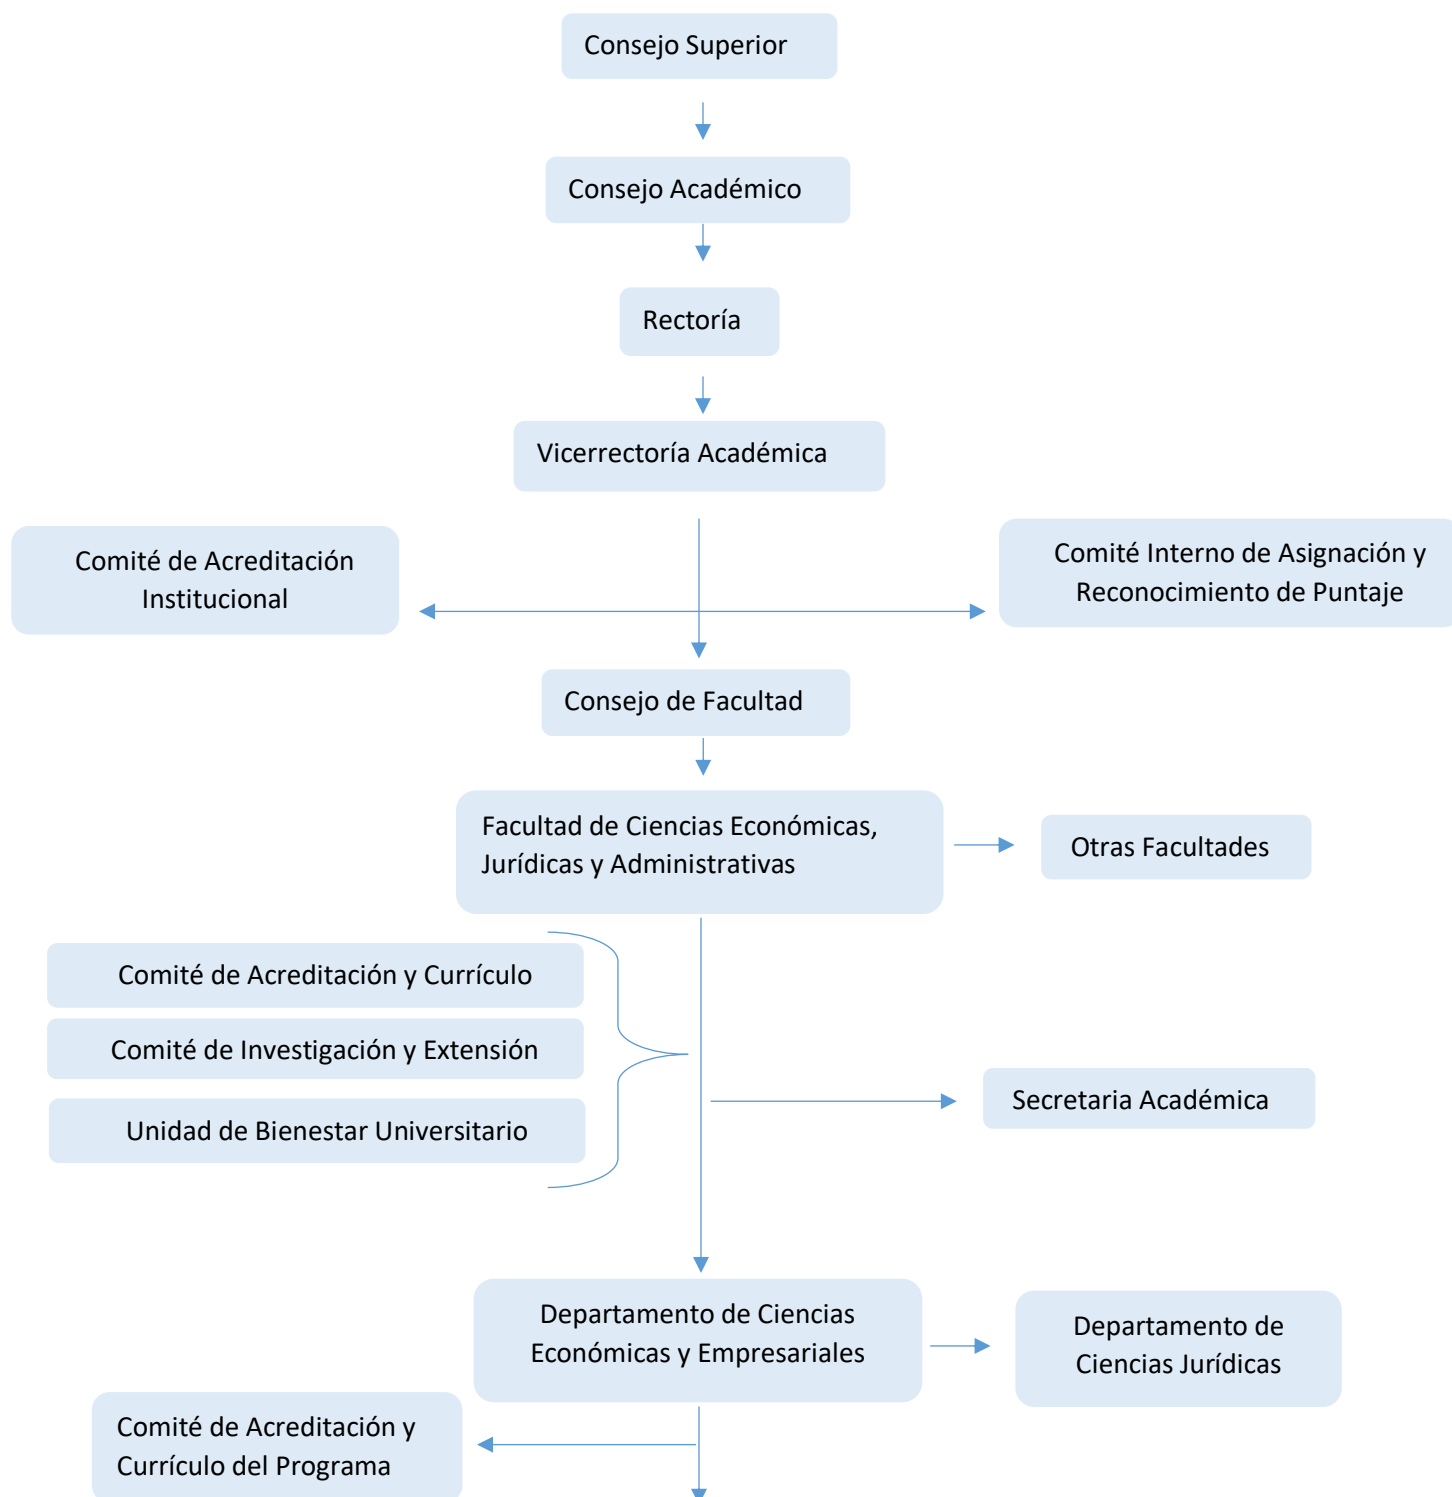 Consejo Superior
Consejo Académico
Rectoría
Vicerrectoría Académica
Comité de Acreditación
Institucional
Comité Interno de Asignación y
Reconocimiento de Puntaje
Consejo de Facultad
Facultad de Ciencias Económicas,
Jurídicas y Administrativas
Otras Facultades
Comité de Acreditación y Currículo
Comité de Investigación y Extensión
Unidad de Bienestar Universitario
Secretaria Académica
Departamento de Ciencias
Económicas y Empresariales
Departamento de
Ciencias Jurídicas
Comité de Acreditación y
Currículo del Programa